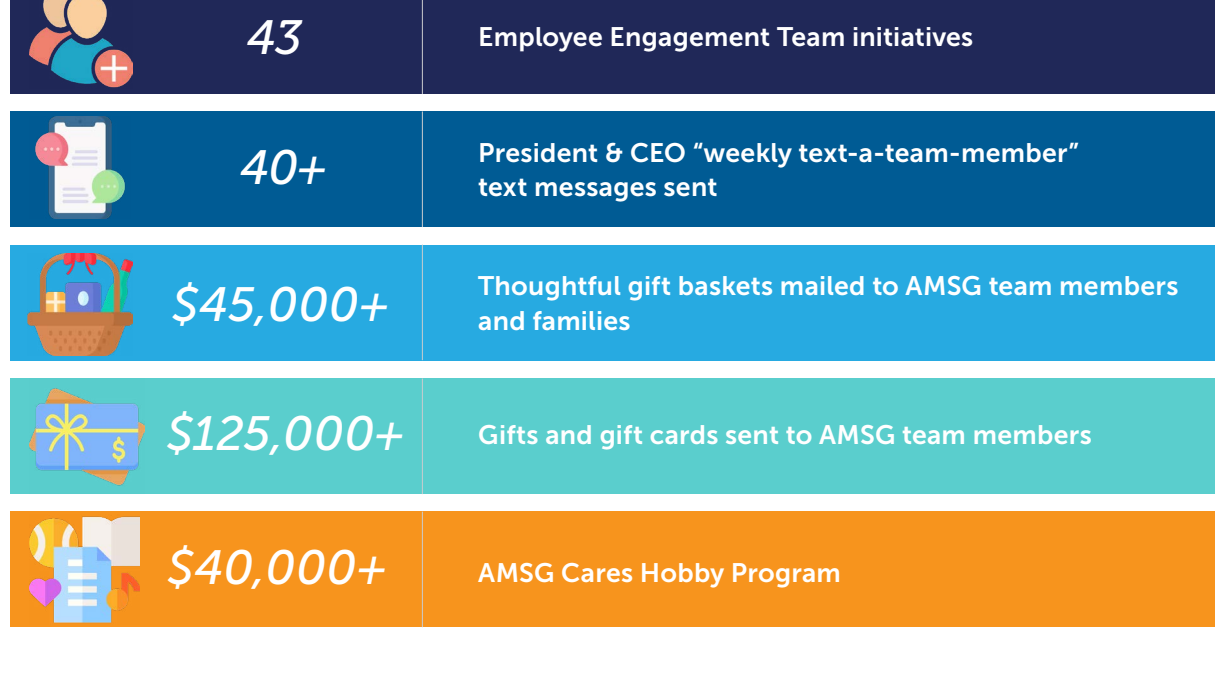 43
Employee Engagement Team initiatives
40+
President & CEO “weekly text-a-team-member”
text messages sent
$45,000+
Thoughtful gift baskets mailed to AMSG team members
and families
$125,000+
Gifts and gift cards sent to AMSG team members
$
$40,000+
AMSG Cares Hobby Program